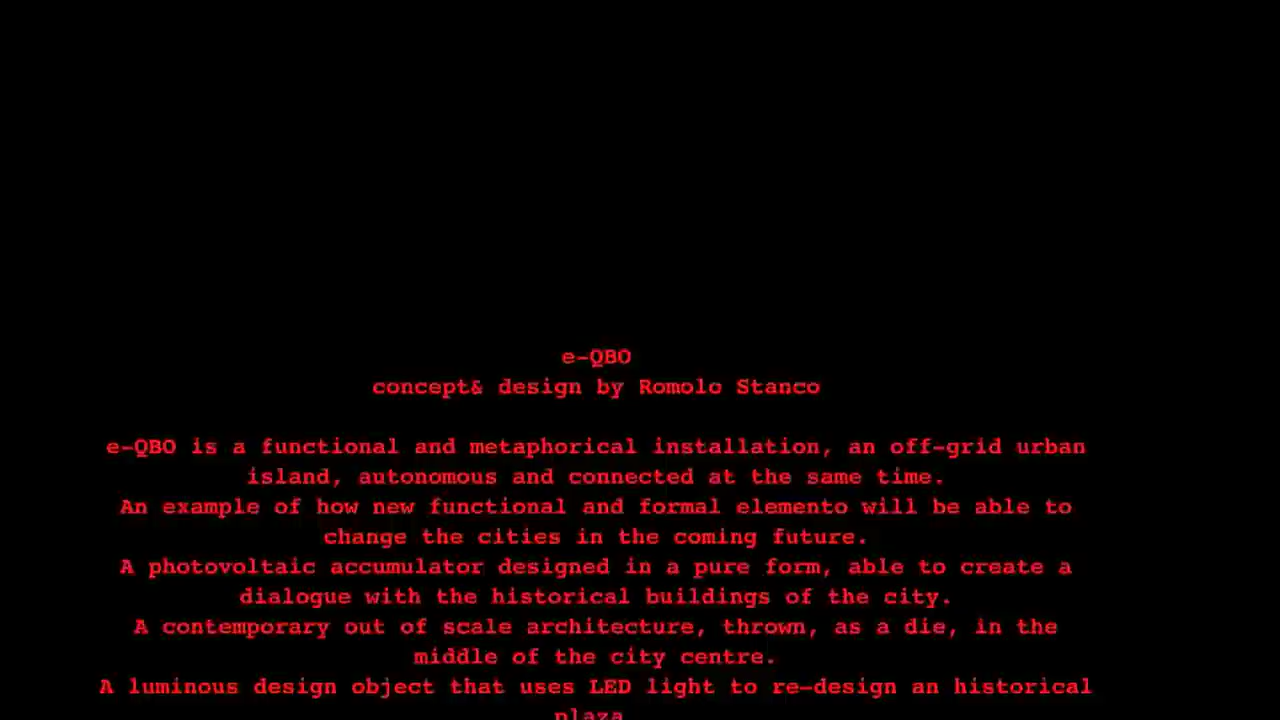 e-QBO
concept& design by Romolo Stanco
e-QBO is a functional and metaphorical installation, an off-grid urban
island, autonomous and connected at the same time.
An example of how new functional and formal elemento will be able to
change the cities in the coming future.
A photovoltaic accumulator designed in a pure form, able to create a
dialogue with the historical buildings of the city.
A contemporary out of scale architecture, thrown, as a die, in the
middle of the city centre.
A luminous design object that uses LED light to re-design an historical
plaza